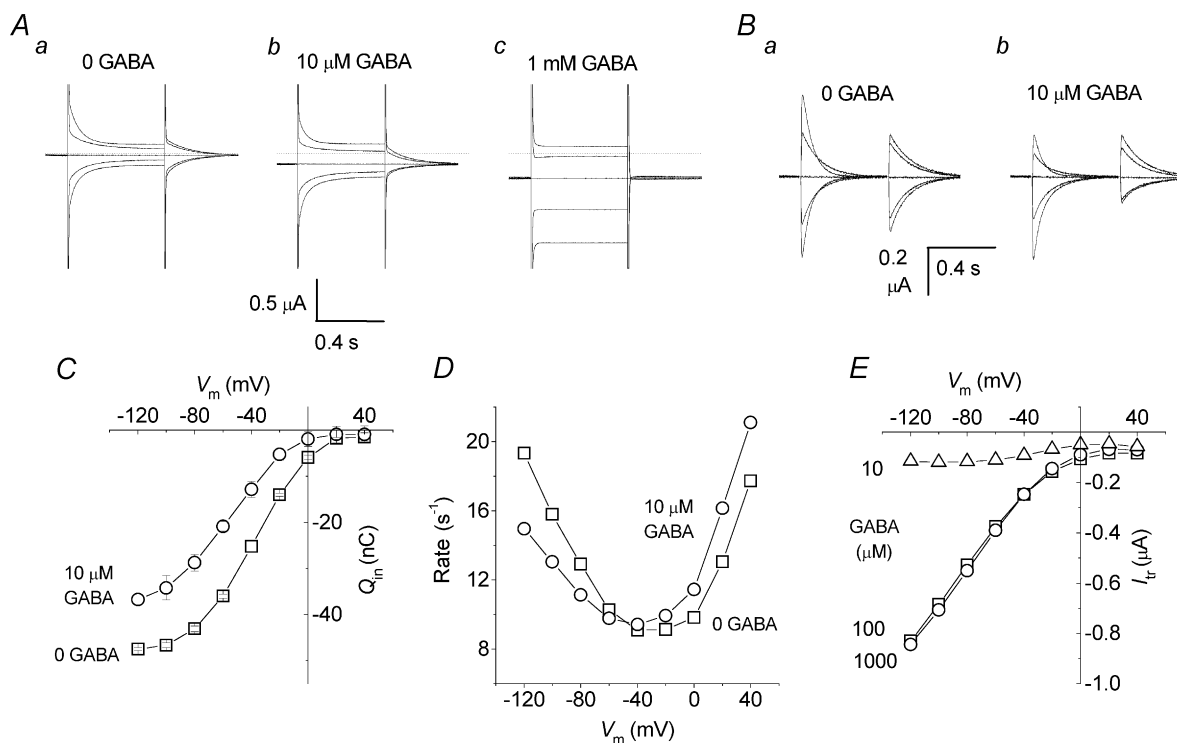 A
a
0 GABA
b
10 μM GABA
c
1 mM GABA
0.5 μA
0.4 s
B
a
0 GABA
b
10 μM GABA
0.2
μA
0.4 s
C
Vm (mV)
-120 -80 -40 40
-20
-40
Qin (nC)
10 μM
GABA
0 GABA
D
Rate (s-1)
20
16
12
8
10 μM
GABA
0 GABA
-120 -80 -40 0 40
Vm (mV)
E
Vm (mV)
-120 -80 -40 0 40
10
GABA
(μM)
100
1000
-0.2
-0.4
-0.6
-0.8
-1.0
Itr (μA)